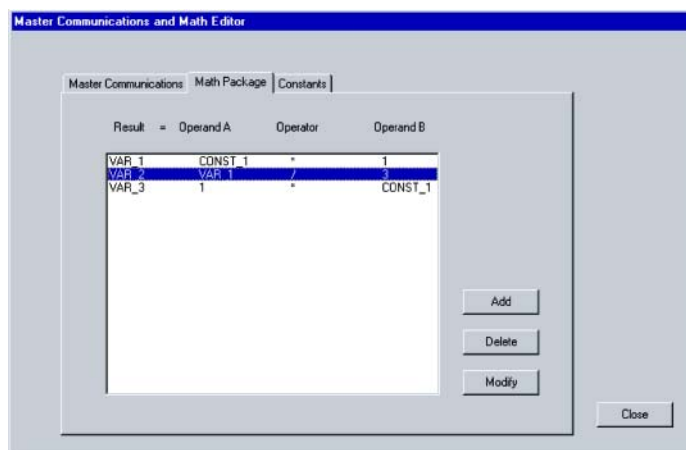 Master Communications and Math Editor
Master Communications Math Package Constants
Result = Operand A Operator Operand B
VAR_1 CONST_1 * 1
VAR_2 VAR_1 / 3
VAR_3 1 * CONST_1
Add
Delete
Modify
Close